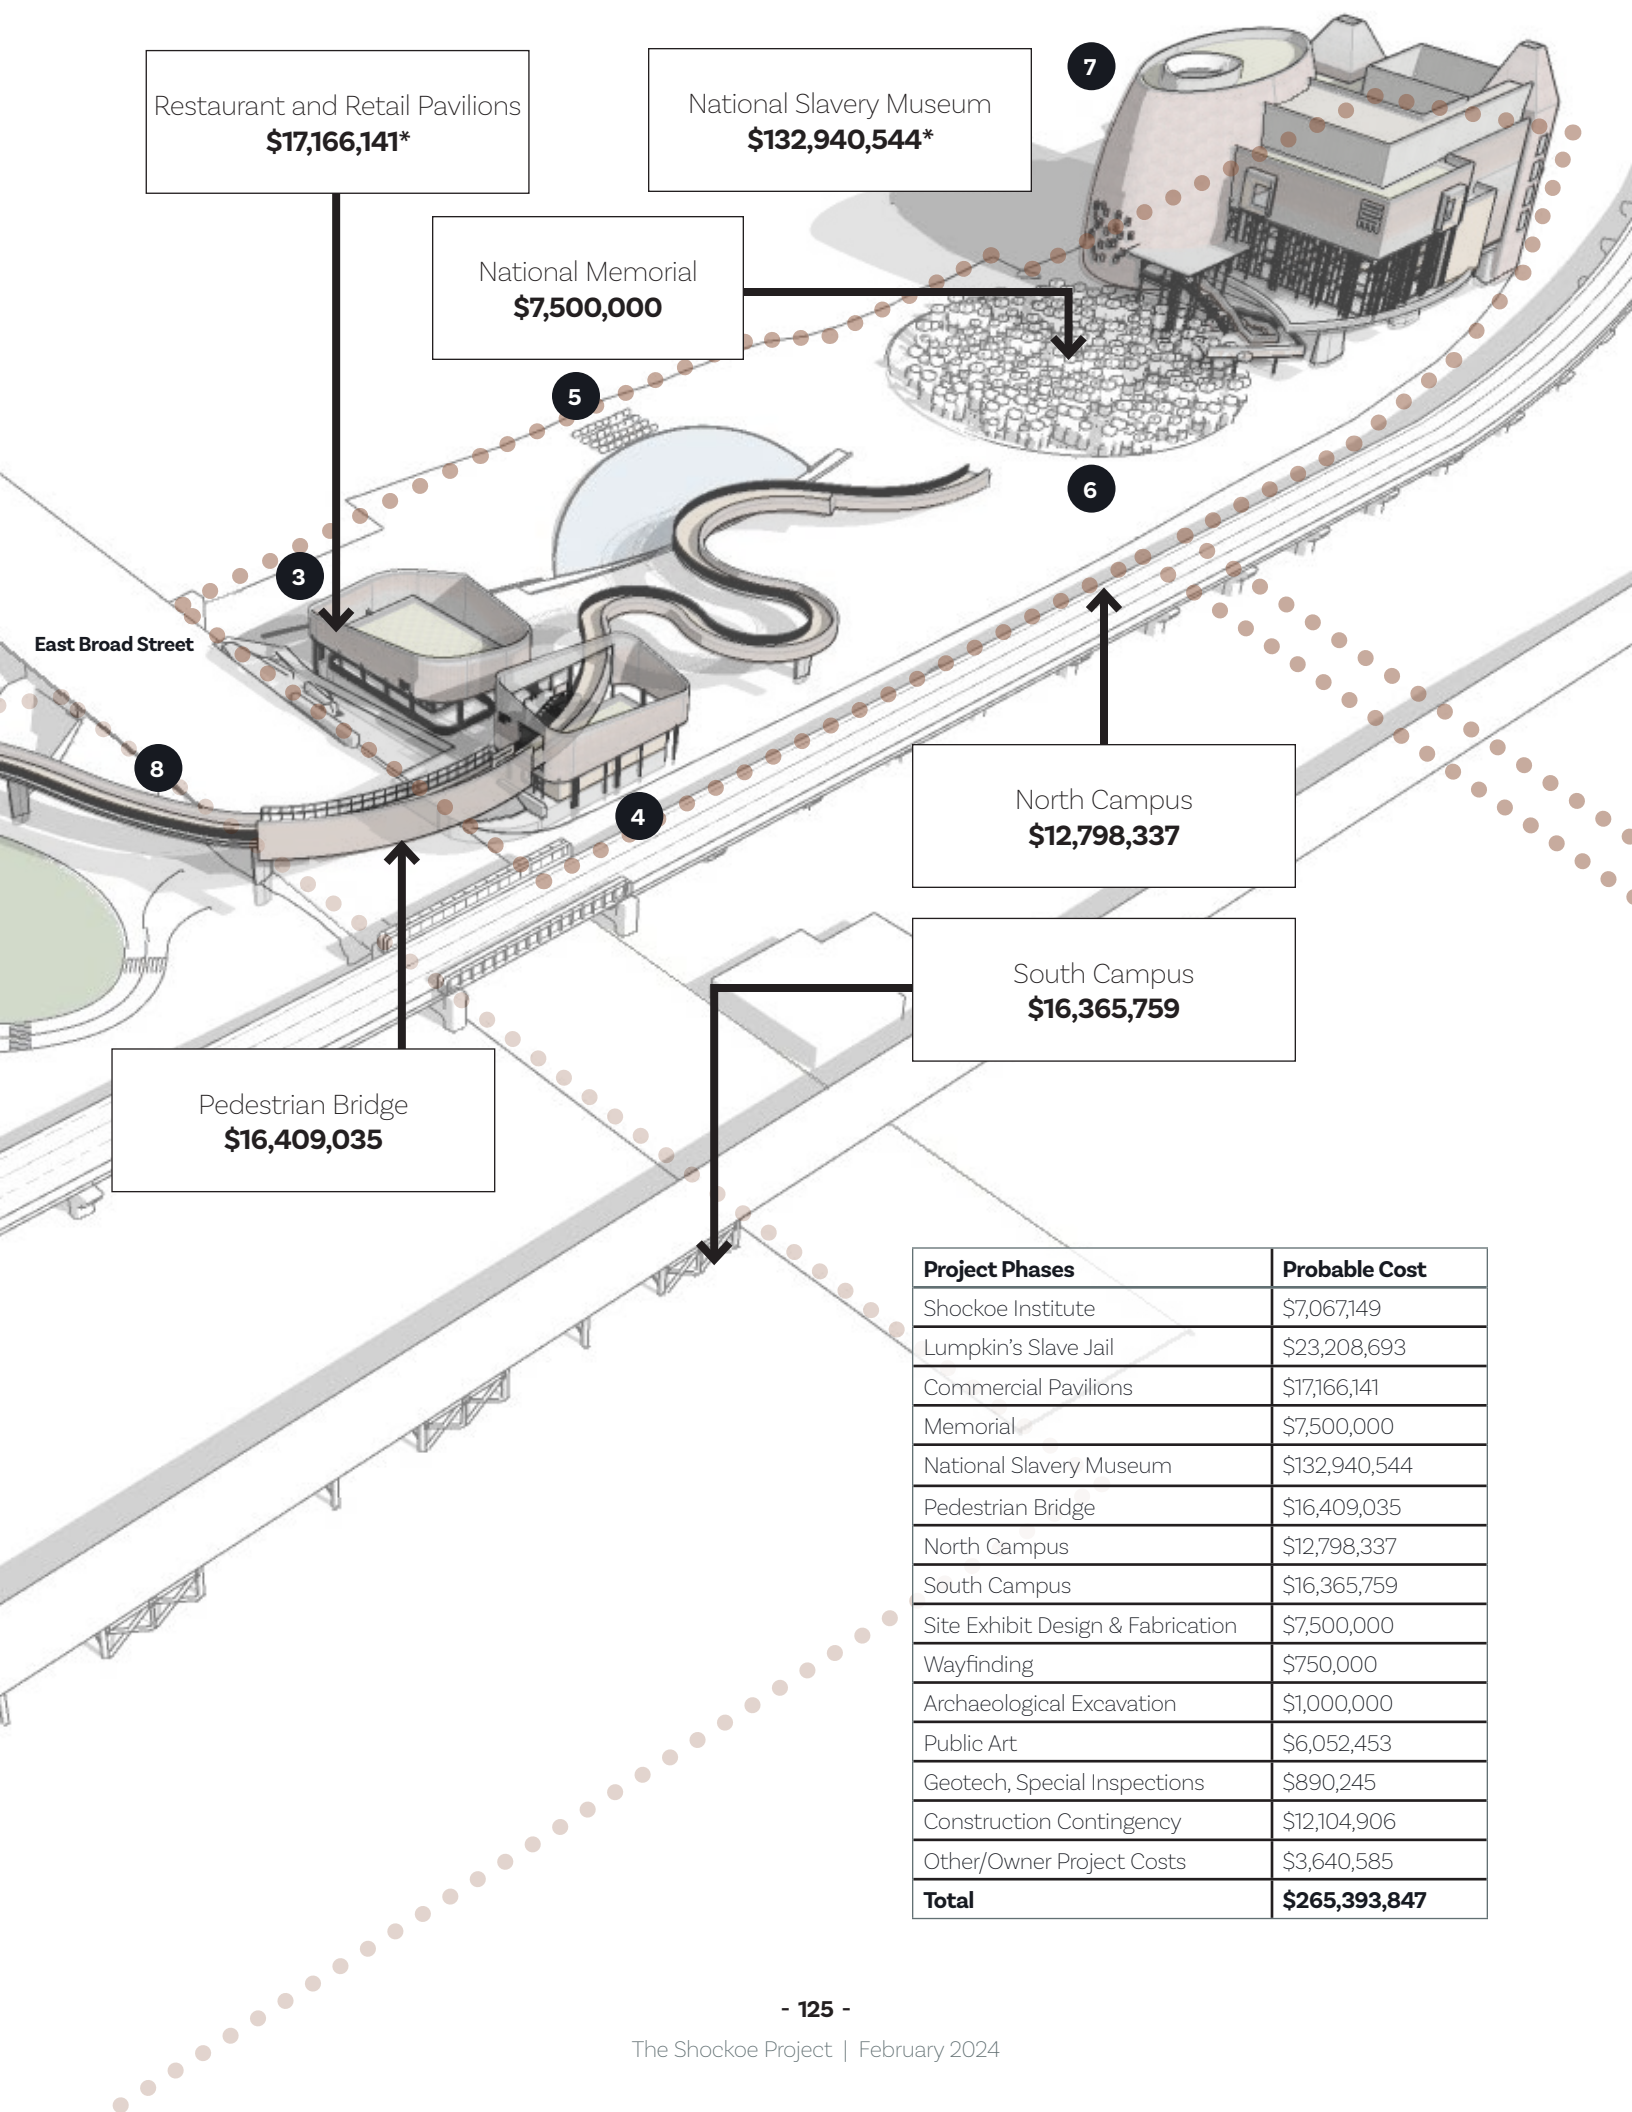 Restaurant and Retail Pavilions
$17,166,141*
National Slavery Museum
$132,940,544*
7
National Memorial
$7,500,000
5
6
3
East Broad Street
8
4
North Campus
$12,798,337
South Campus
$16,365,759
Pedestrian Bridge
$16,409,035
Project Phases Probable Cost
Shockoe Institute $7,067,149
Lumpkin’s Slave Jail $23,208,693
Commercial Pavilions $17,166,141
Memorial $7,500,000
National Slavery Museum $132,940,544
Pedestrian Bridge $16,409,035
North Campus $12,798,337
South Campus $16,365,759
Site Exhibit Design & Fabrication $7,500,000
Wayfinding $750,000
Archaeological Excavation $1,000,000
Public Art $6,052,453
Geotech, Special Inspections $890,245
Construction Contingency $12,104,906
Other/Owner Project Costs $3,640,585
Total $265,393,847
- 125 -
The Shockoe Project | February 2024